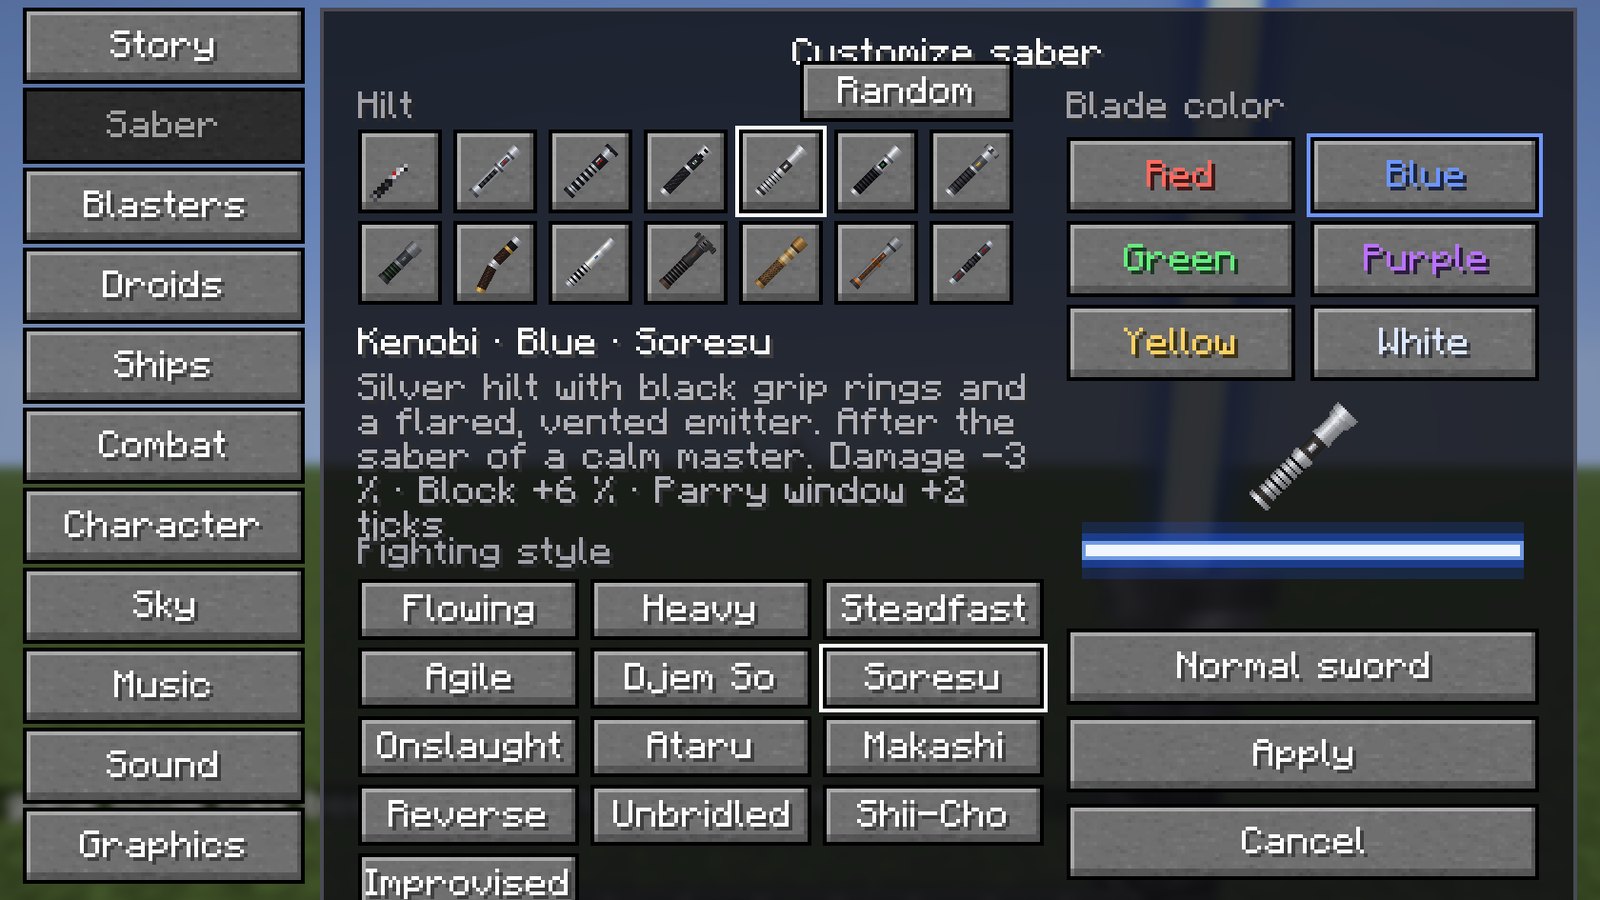 Story
Saber
Blasters
Droids
Ships
Combat
Character
Sky
Music
Sound
Graphics
Customize saber
Random
Hilt
Kenobi · Blue · Soresu
Silver hilt with black grip rings and
a flared, vented emitter. After the
saber of a calm master. Damage -3
% · Block +6 % · Parry window +2
ticks
Fighting style
Flowing
Heavy
Steadfast
Agile
Djem So
Soresu
Onslaught
Ataru
Makashi
Reverse
Unbridled
Shii-Cho
Improvised
Blade color
Red
Blue
Green
Purple
Yellow
White
Normal sword
Apply
Cancel